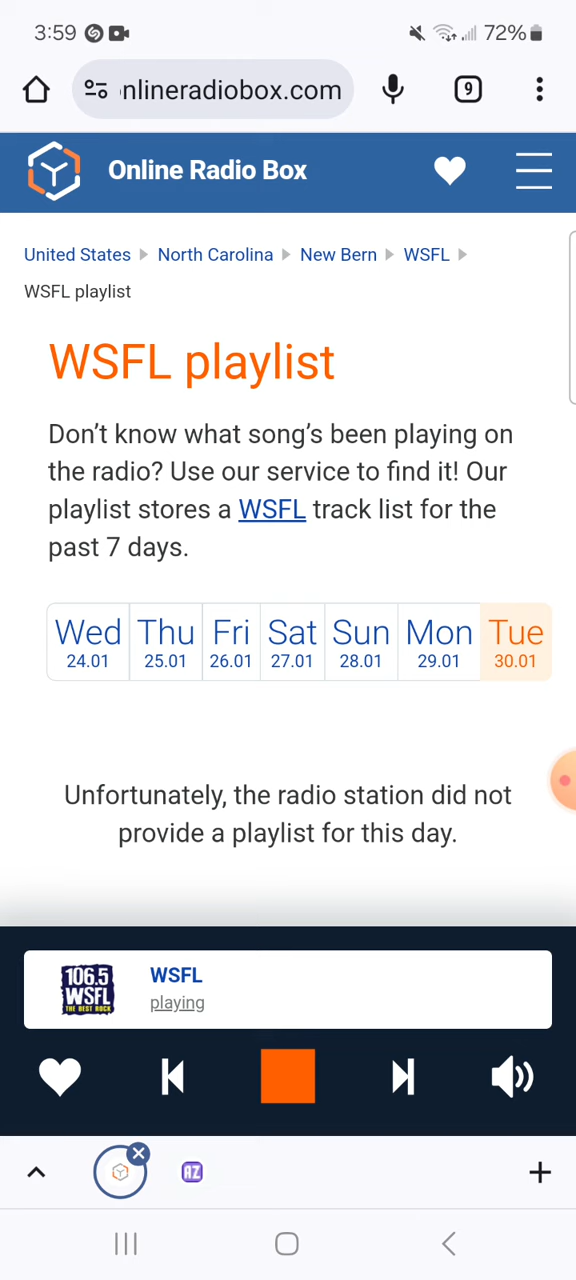 3:59 72%
nlineradiobox.com 9
Online Radio Box
United States North Carolina New Bern WSFL
WSFL playlist
WSFL playlist
Don't know what song's been playing on
the radio? Use our service to find it! Our
playlist stores a WSFL track list for the
past 7 days.
Wed Thu Fri Sat Sun Mon Tue
24.01 25.01 26.01 27.01 28.01 29.01 30.01
Unfortunately, the radio station did not
provide a playlist for this day.
106.5
WSFL
THE BEST ROCK
WSFL
playing
AZ